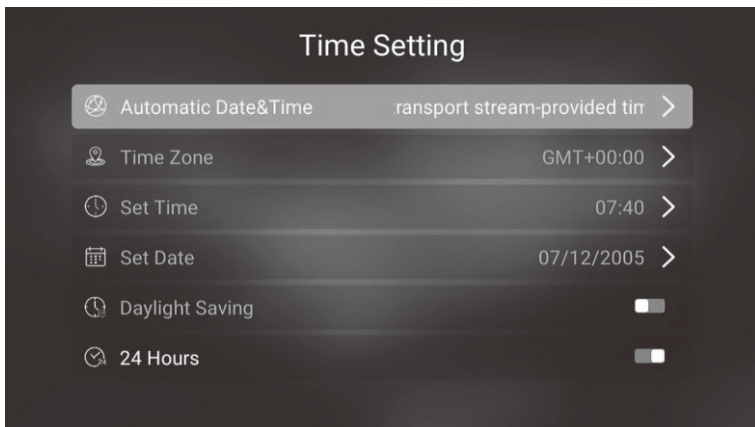 Time Setting
Automatic Date&Time ransport stream-provided tim
Time Zone GMT+00:00
Set Time 07:40
Set Date 07/12/2005
Daylight Saving
24 Hours